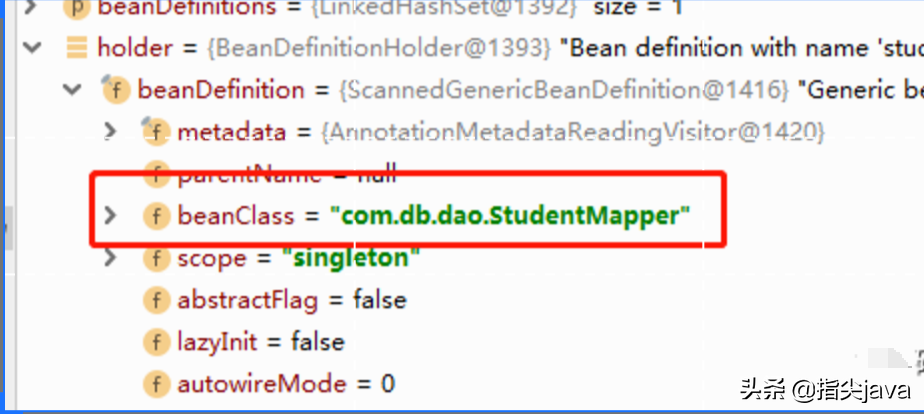 beanDefinitions = {LinkedHashSet@1392} size = 1
holder = {BeanDefinitionHolder@1393} "Bean definition with name 'stu
beanDefinition = {ScannedGenericBeanDefinition@1416} "Generic be
metadata = {AnnotationMetadataReadingVisitor@1420}
parentName = null
beanClass = "com.db.dao.StudentMapper"
scope = "singleton"
abstractFlag = false
lazyInit = false
autowireMode = 0
头条 @指尖java